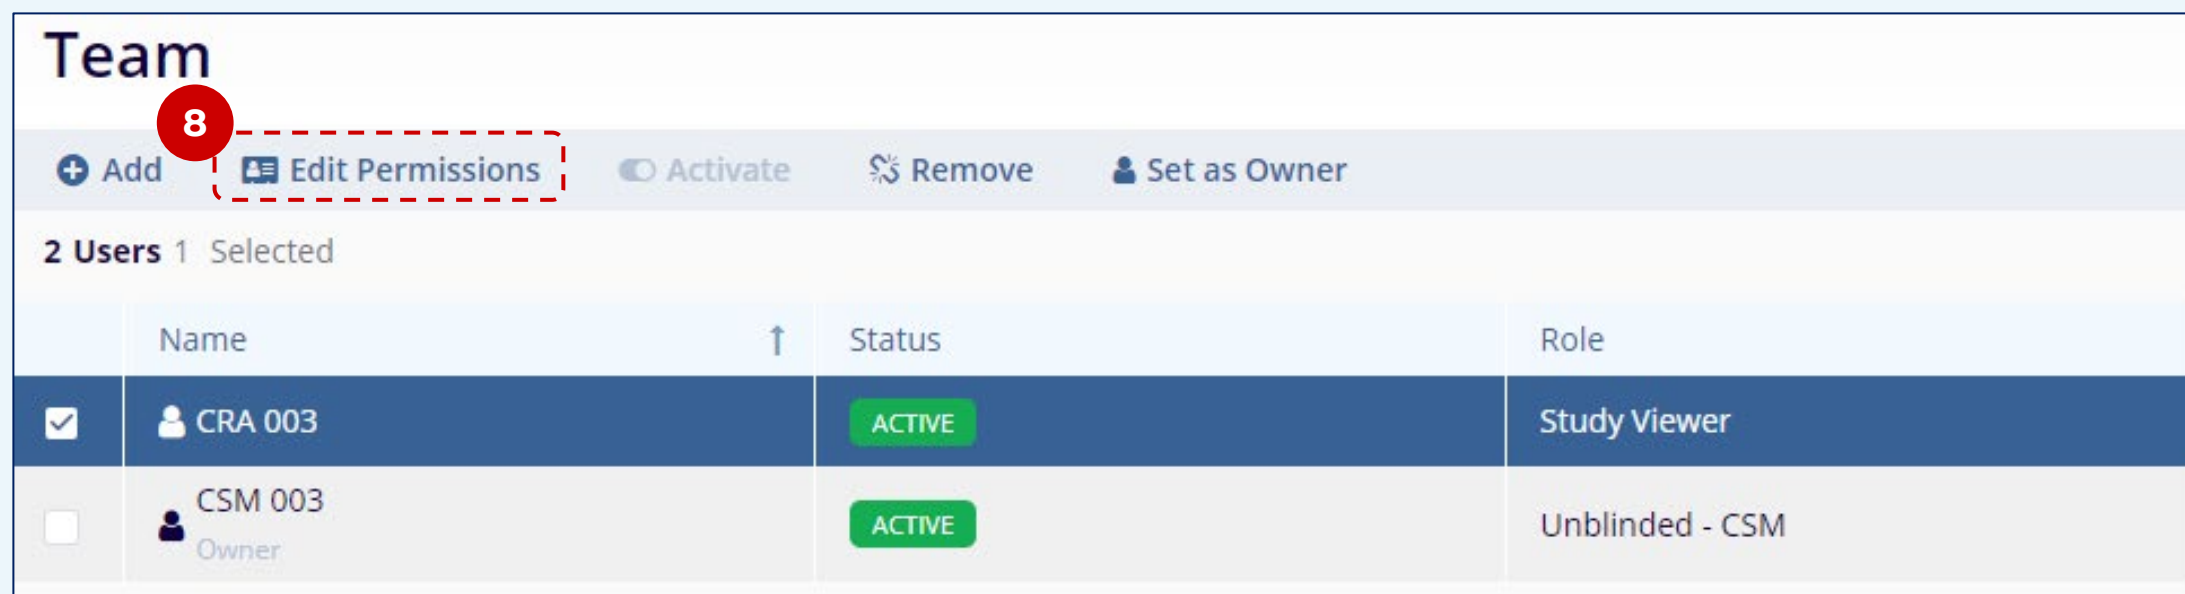 Team
8
Add Edit Permissions Activate Remove Set as Owner
2 Users 1 Selected
Name ↑ Status Role
CRA 003 ACTIVE Study Viewer
CSM 003
Owner
ACTIVE Unblinded - CSM